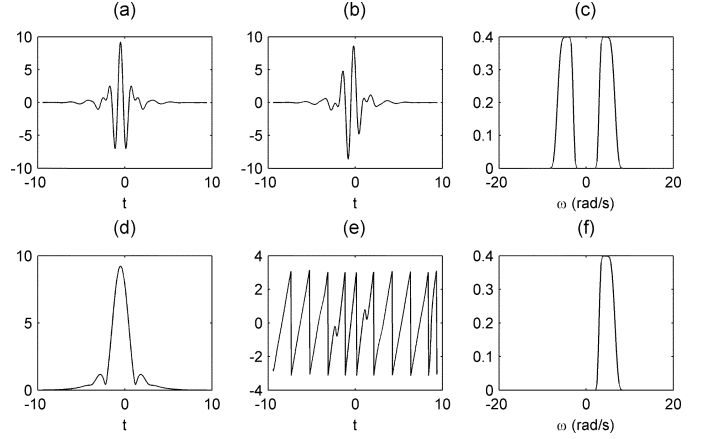 (a) (b) (c)
10 10 0.4
5 5 0.3
0 0 0.2
-5 -5 0.1
-10 -10 0
-10 0 10 -10 0 10 -20 0 20
t t ω (rad/s)
(d) (e) (f)
10 4 0.4
2 0.3
5 0 0.2
-2 0.1
0 -4 0
-10 0 10 -10 0 10 -20 0 20
t t ω (rad/s)